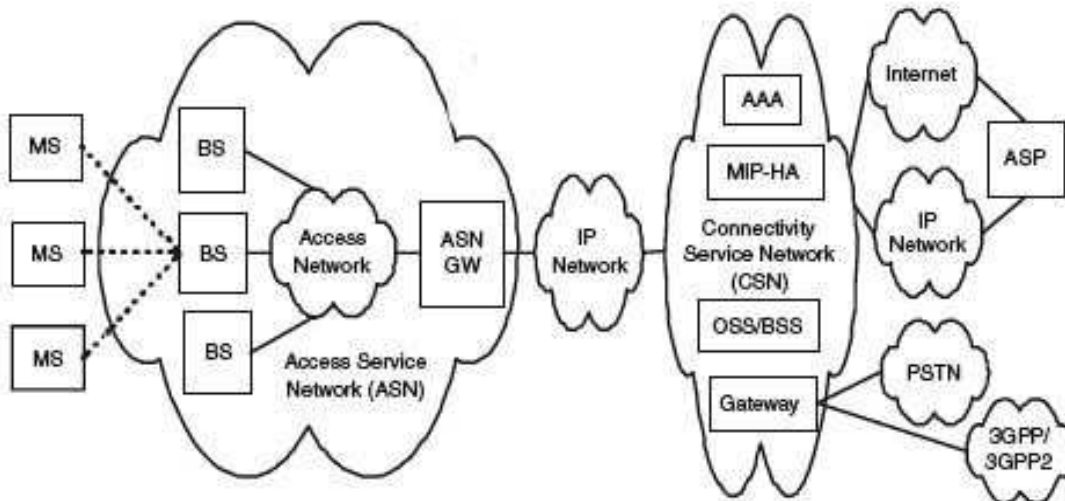 MS
MS
MS
BS
BS
BS
Access
Network
Access Service
Network (ASN)
ASN
GW
IP
Network
AAA
MIP-HA
Connectivity
Service Network
(CSN)
OSS/BSS
Gateway
Internet
IP
Network
ASP
PSTN
3GPP/
3GPP2